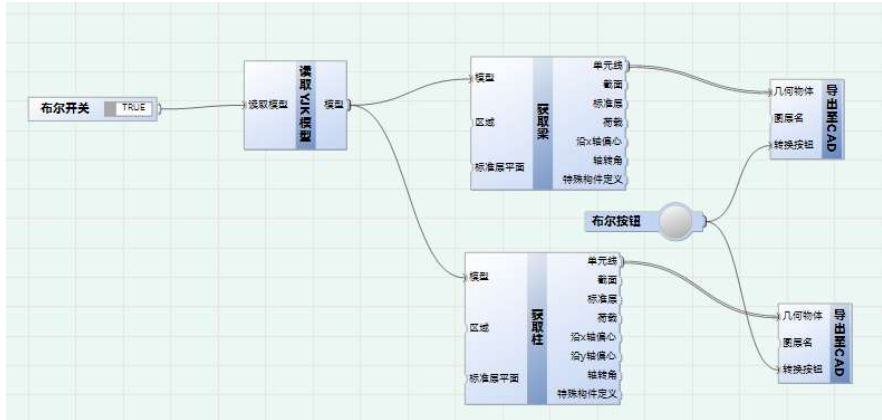 布尔开关
TRUE
读取模型
读取YJK模型
模型
模型
区域
标准层平面
获取梁
单元线
截面
标准层
荷载
沿x轴偏心
轴转角
特殊构件定义
几何物体
图层名
转换按钮
导出至CAD
布尔按钮
模型
区域
标准层平面
获取柱
单元线
截面
标准层
荷载
沿x轴偏心
沿y轴偏心
轴转角
特殊构件定义
几何物体
图层名
转换按钮
导出至CAD